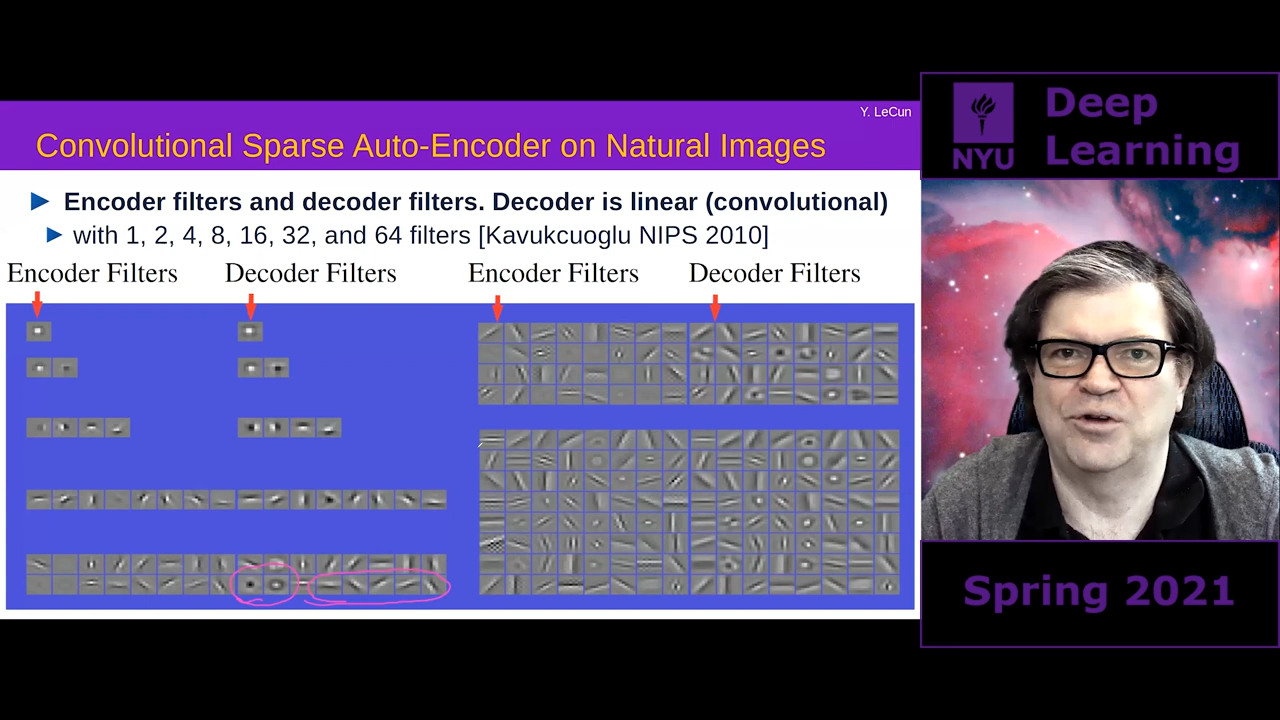 Y. LeCun
Convolutional Sparse Auto-Encoder on Natural Images
Encoder filters and decoder filters. Decoder is linear (convolutional)
with 1, 2, 4, 8, 16, 32, and 64 filters [Kavukcuoglu NIPS 2010]
Encoder Filters Decoder Filters Encoder Filters Decoder Filters
NYU
Deep
Learning
Spring 2021